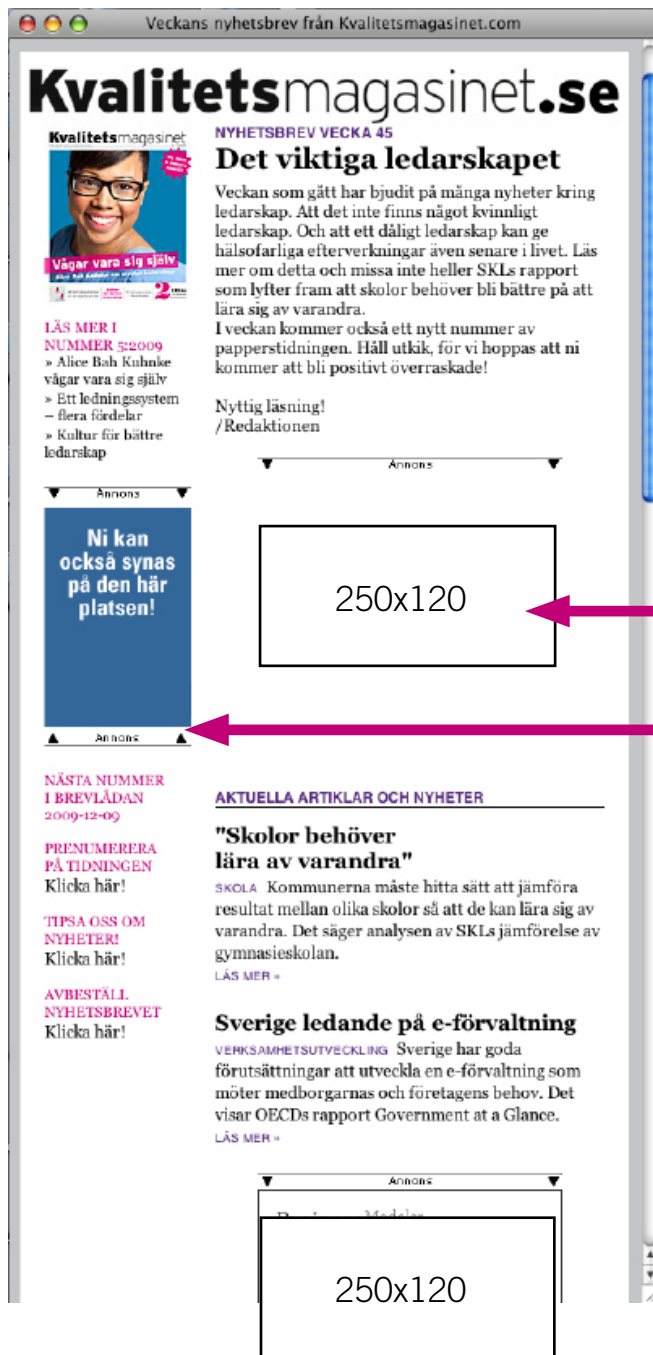 Veckans nyhetsbrev från Kvalitetsmagasinet.com
Kvalitetsmagasinet.se
Kvalitetsmagasinet
Vågar vara sig själv
2
LÄS MER I
NUMMER 5:2009
» Alice Bah Kuhnke
vågar vara sig själv
» Ett ledningssystem
– flera fördelar
» Kultur för bättre
ledarskap
Annons
Ni kan
också synas
på den här
platsen!
Annons
NÄSTA NUMMER
I BREVLÅDAN
2009-12-09
PRENUMERERA
PÅ TIDNINGEN
Klicka här!
TIPSA OSS OM
NYHETER!
Klicka här!
AVBESTÄLL
NYHETSBREVET
Klicka här!
NYHETSBREV VECKA 45
Det viktiga ledarskapet
Veckan som gått har bjudit på många nyheter kring
ledarskap. Att det inte finns något kvinnligt
ledarskap. Och att ett dåligt ledarskap kan ge
hälsofarliga efterverkningar även senare i livet. Läs
mer om detta och missa inte heller SKLs rapport
som lyfter fram att skolor behöver bli bättre på att
lära sig av varandra.
I veckan kommer också ett nytt nummer av
papperstidningen. Håll utkik, för vi hoppas att ni
kommer att bli positivt överraskade!
Nyttig läsning!
/Redaktionen
Annons
250x120
AKTUELLA ARTIKLAR OCH NYHETER
"Skolor behöver
lära av varandra"
SKOLA Kommunerna måste hitta sätt att jämföra
resultat mellan olika skolor så att de kan lära sig av
varandra. Det säger analysen av SKLs jämförelse av
gymnasieskolan.
LÄS MER »
Sverige ledande på e-förvaltning
VERKSAMHETSUTVECKLING Sverige har goda
förutsättningar att utveckla en e-förvaltning som
möter medborgarnas och företagens behov. Det
visar OECDs rapport Government at a Glance.
LÄS MER »
Annons
250x120